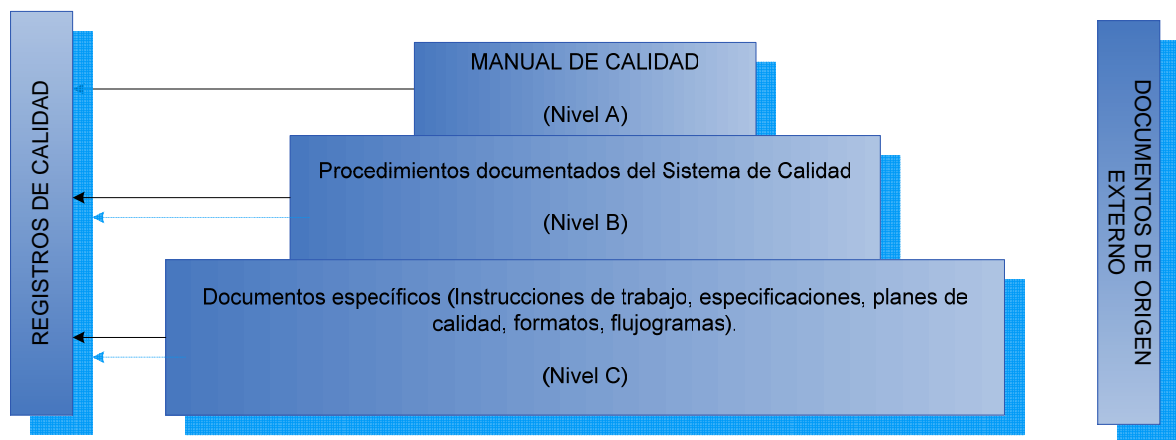 REGISTROS DE CALIDAD
MANUAL DE CALIDAD
(Nivel A)
Procedimientos documentados del Sistema de Calidad
(Nivel B)
Documentos específicos (Instrucciones de trabajo, especificaciones, planes de
calidad, formatos, flujogramas).
(Nivel C)
DOCUMENTOS DE ORIGEN
EXTERNO